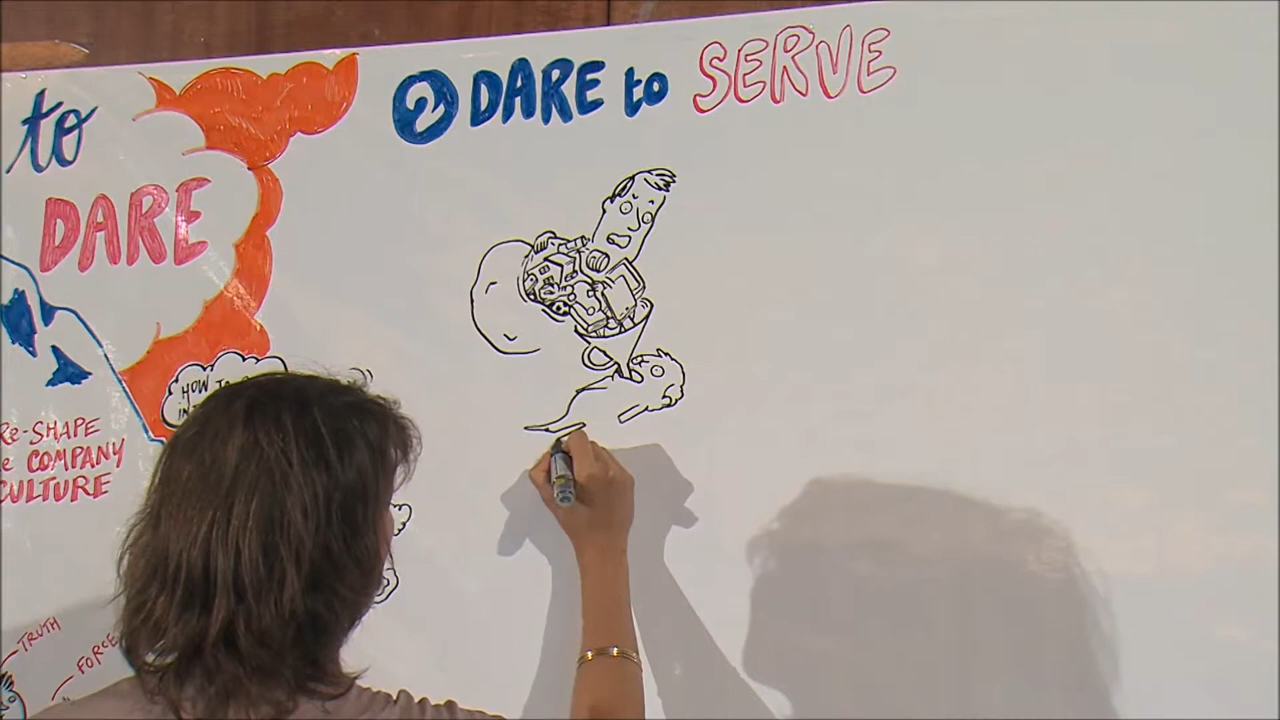 to
DARE
2 DARE to SERVE
HOW TO
Re-SHAPE
COMPANY
CULTURE
TRUTH
FORCE